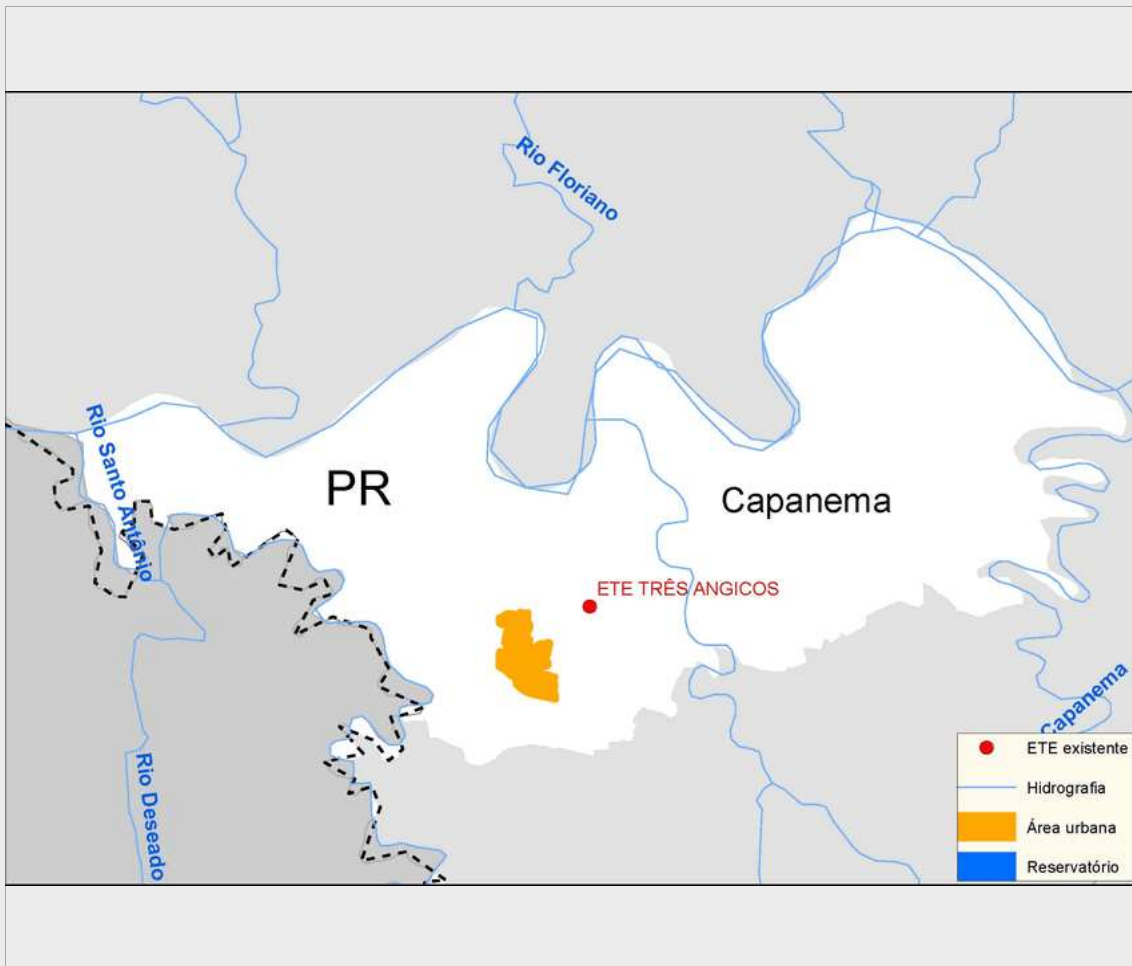 Rio Floriano
Rio Santo Antônio
PR
Capanema
ETE TRÊS ANGICOS
Capanema
Rio Deseado
ETE existente
Hidrografia
Área urbana
Reservatório